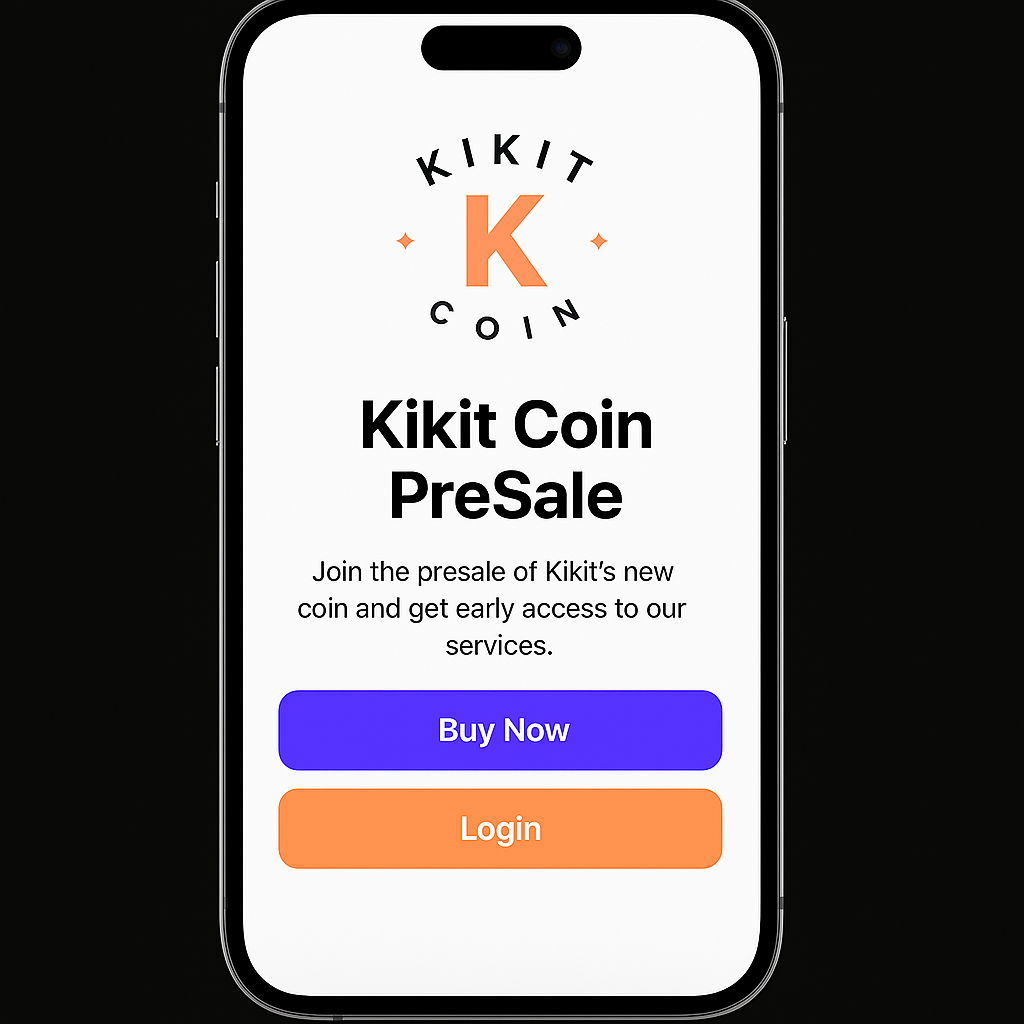 KIKIT
K
COIN
Kikit Coin
PreSale
Join the presale of Kikit’s new
coin and get early access to our
services.
Buy Now
Login